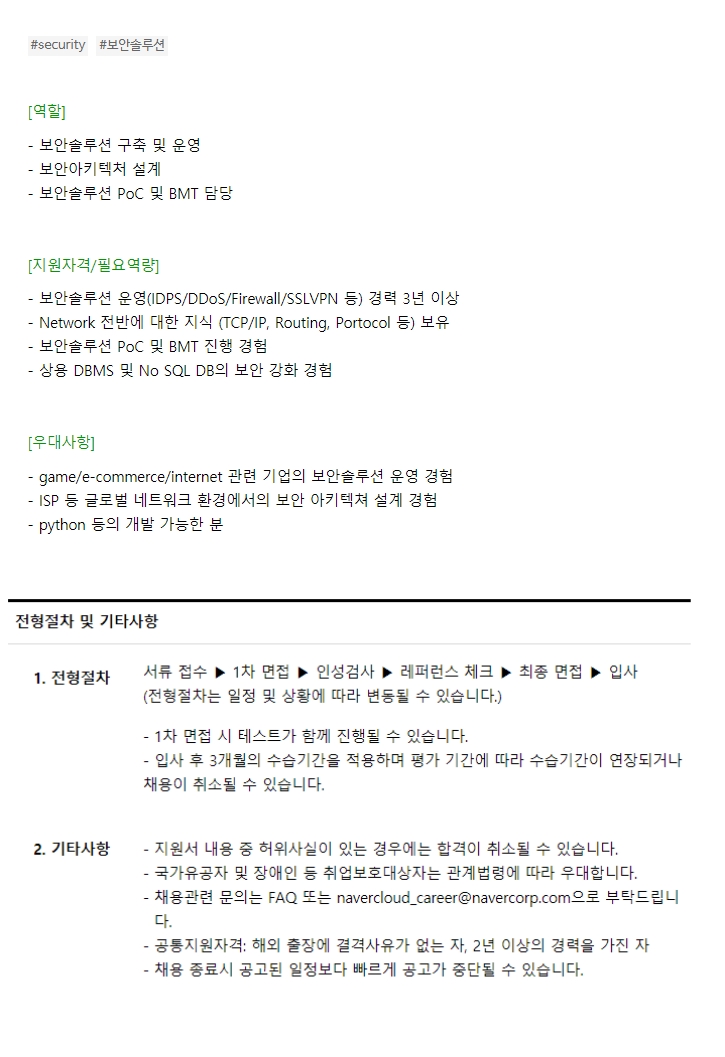 #security #보안솔루션
[역할]
- 보안솔루션 구축 및 운영
- 보안아키텍처 설계
- 보안솔루션 PoC 및 BMT 담당
[지원자격/필요역량]
- 보안솔루션 운영(IDPS/DDoS/Firewall/SSLVPN 등) 경력 3년 이상
- Network 전반에 대한 지식 (TCP/IP, Routing, Portocol 등) 보유
- 보안솔루션 PoC 및 BMT 진행 경험
- 상용 DBMS 및 No SQL DB의 보안 강화 경험
[우대사항]
- game/e-commerce/internet 관련 기업의 보안솔루션 운영 경험
- ISP 등 글로벌 네트워크 환경에서의 보안 아키텍쳐 설계 경험
- python 등의 개발 가능한 분
전형절차 및 기타사항
1. 전형절차
서류 접수 ▶ 1차 면접 ▶ 인성검사 ▶ 레퍼런스 체크 ▶ 최종 면접 ▶ 입사
(전형절차는 일정 및 상황에 따라 변동될 수 있습니다.)
- 1차 면접 시 테스트가 함께 진행될 수 있습니다.
- 입사 후 3개월의 수습기간을 적용하며 평가 기간에 따라 수습기간이 연장되거나
채용이 취소될 수 있습니다.
2. 기타사항
- 지원서 내용 중 허위사실이 있는 경우에는 합격이 취소될 수 있습니다.
- 국가유공자 및 장애인 등 취업보호대상자는 관계법령에 따라 우대합니다.
- 채용관련 문의는 FAQ 또는 navercloud_career@navercorp.com으로 부탁드립니
다.
- 공통지원자격: 해외 출장에 결격사유가 없는 자, 2년 이상의 경력을 가진 자
- 채용 종료시 공고된 일정보다 빠르게 공고가 중단될 수 있습니다.